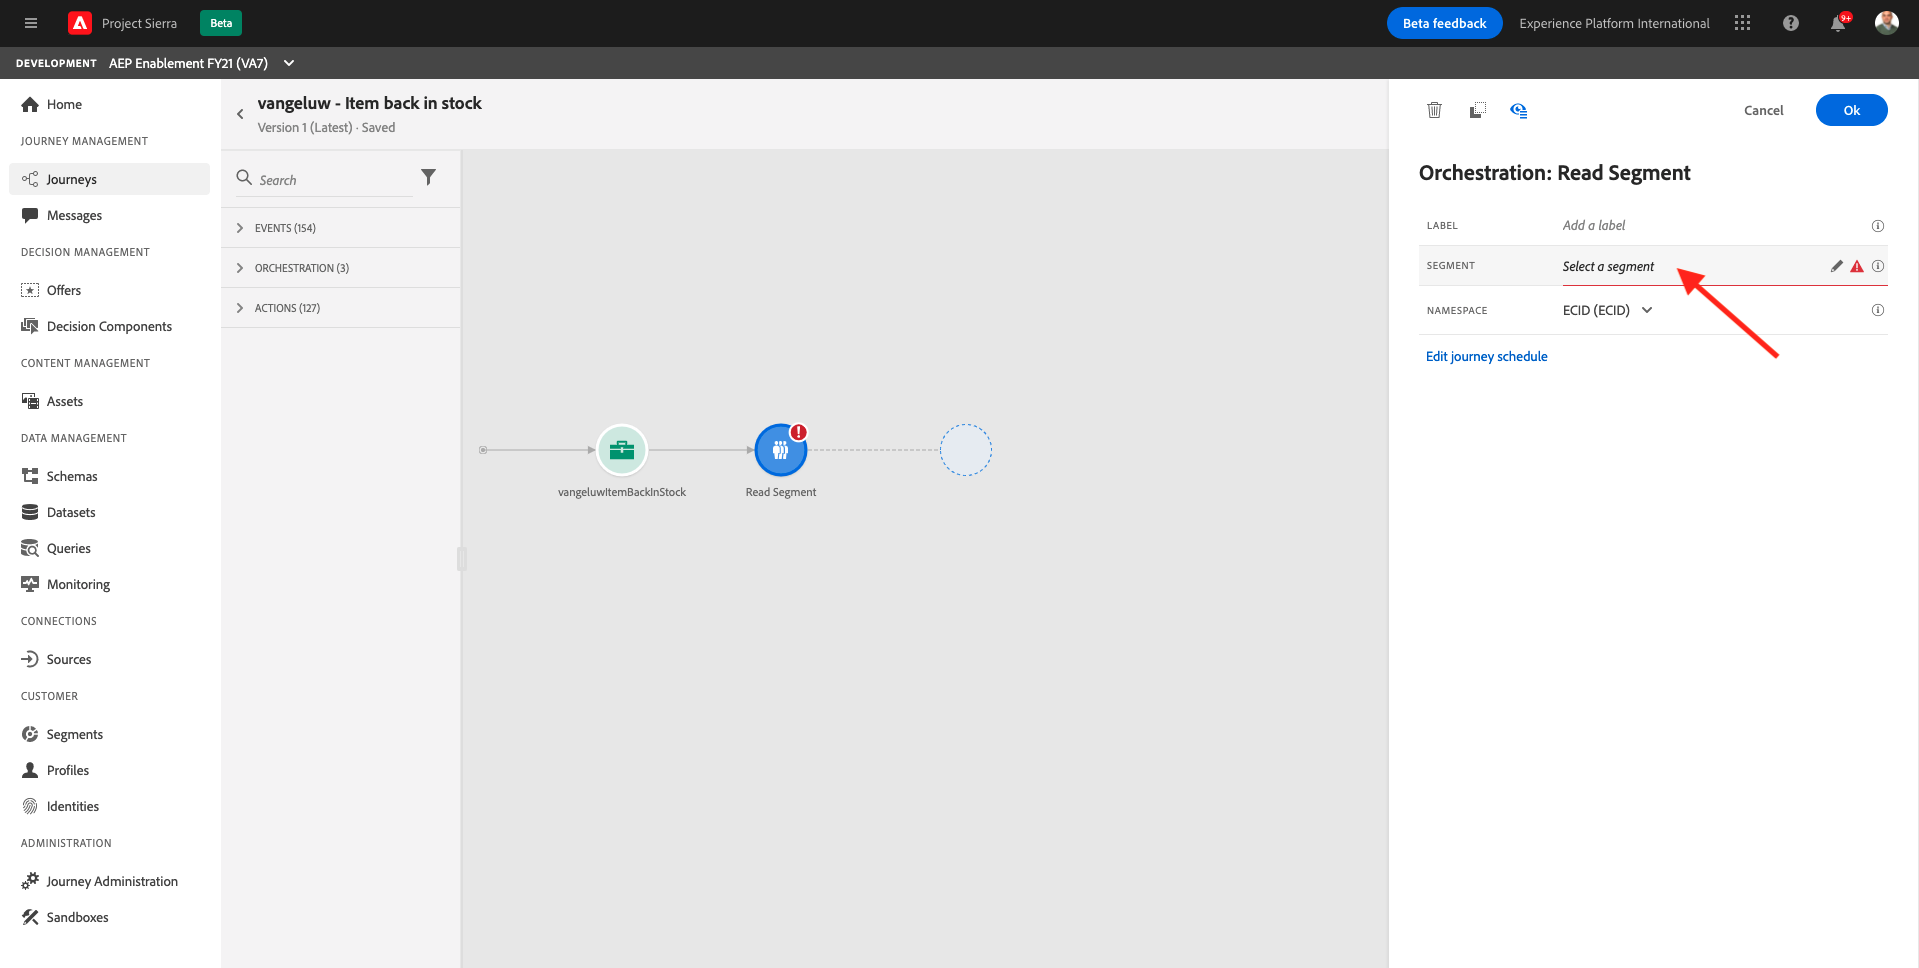 Project Sierra
Beta
Beta feedback
Experience Platform International
9+
DEVELOPMENT AEP Enablement FY21 (VA7)
Home
JOURNEY MANAGEMENT
Journeys
Messages
DECISION MANAGEMENT
Offers
Decision Components
CONTENT MANAGEMENT
Assets
DATA MANAGEMENT
Schemas
Datasets
Queries
Monitoring
CONNECTIONS
Sources
CUSTOMER
Segments
Profiles
Identities
ADMINISTRATION
Journey Administration
Sandboxes
vangeluw - Item back in stock
Version 1 (Latest) · Saved
Search
EVENTS (154)
ORCHESTRATION (3)
ACTIONS (127)
vangeluwItemBackInStock
Read Segment
Cancel
Ok
Orchestration: Read Segment
LABEL Add a label
SEGMENT Select a segment
NAMESPACE ECID (ECID)
Edit journey schedule